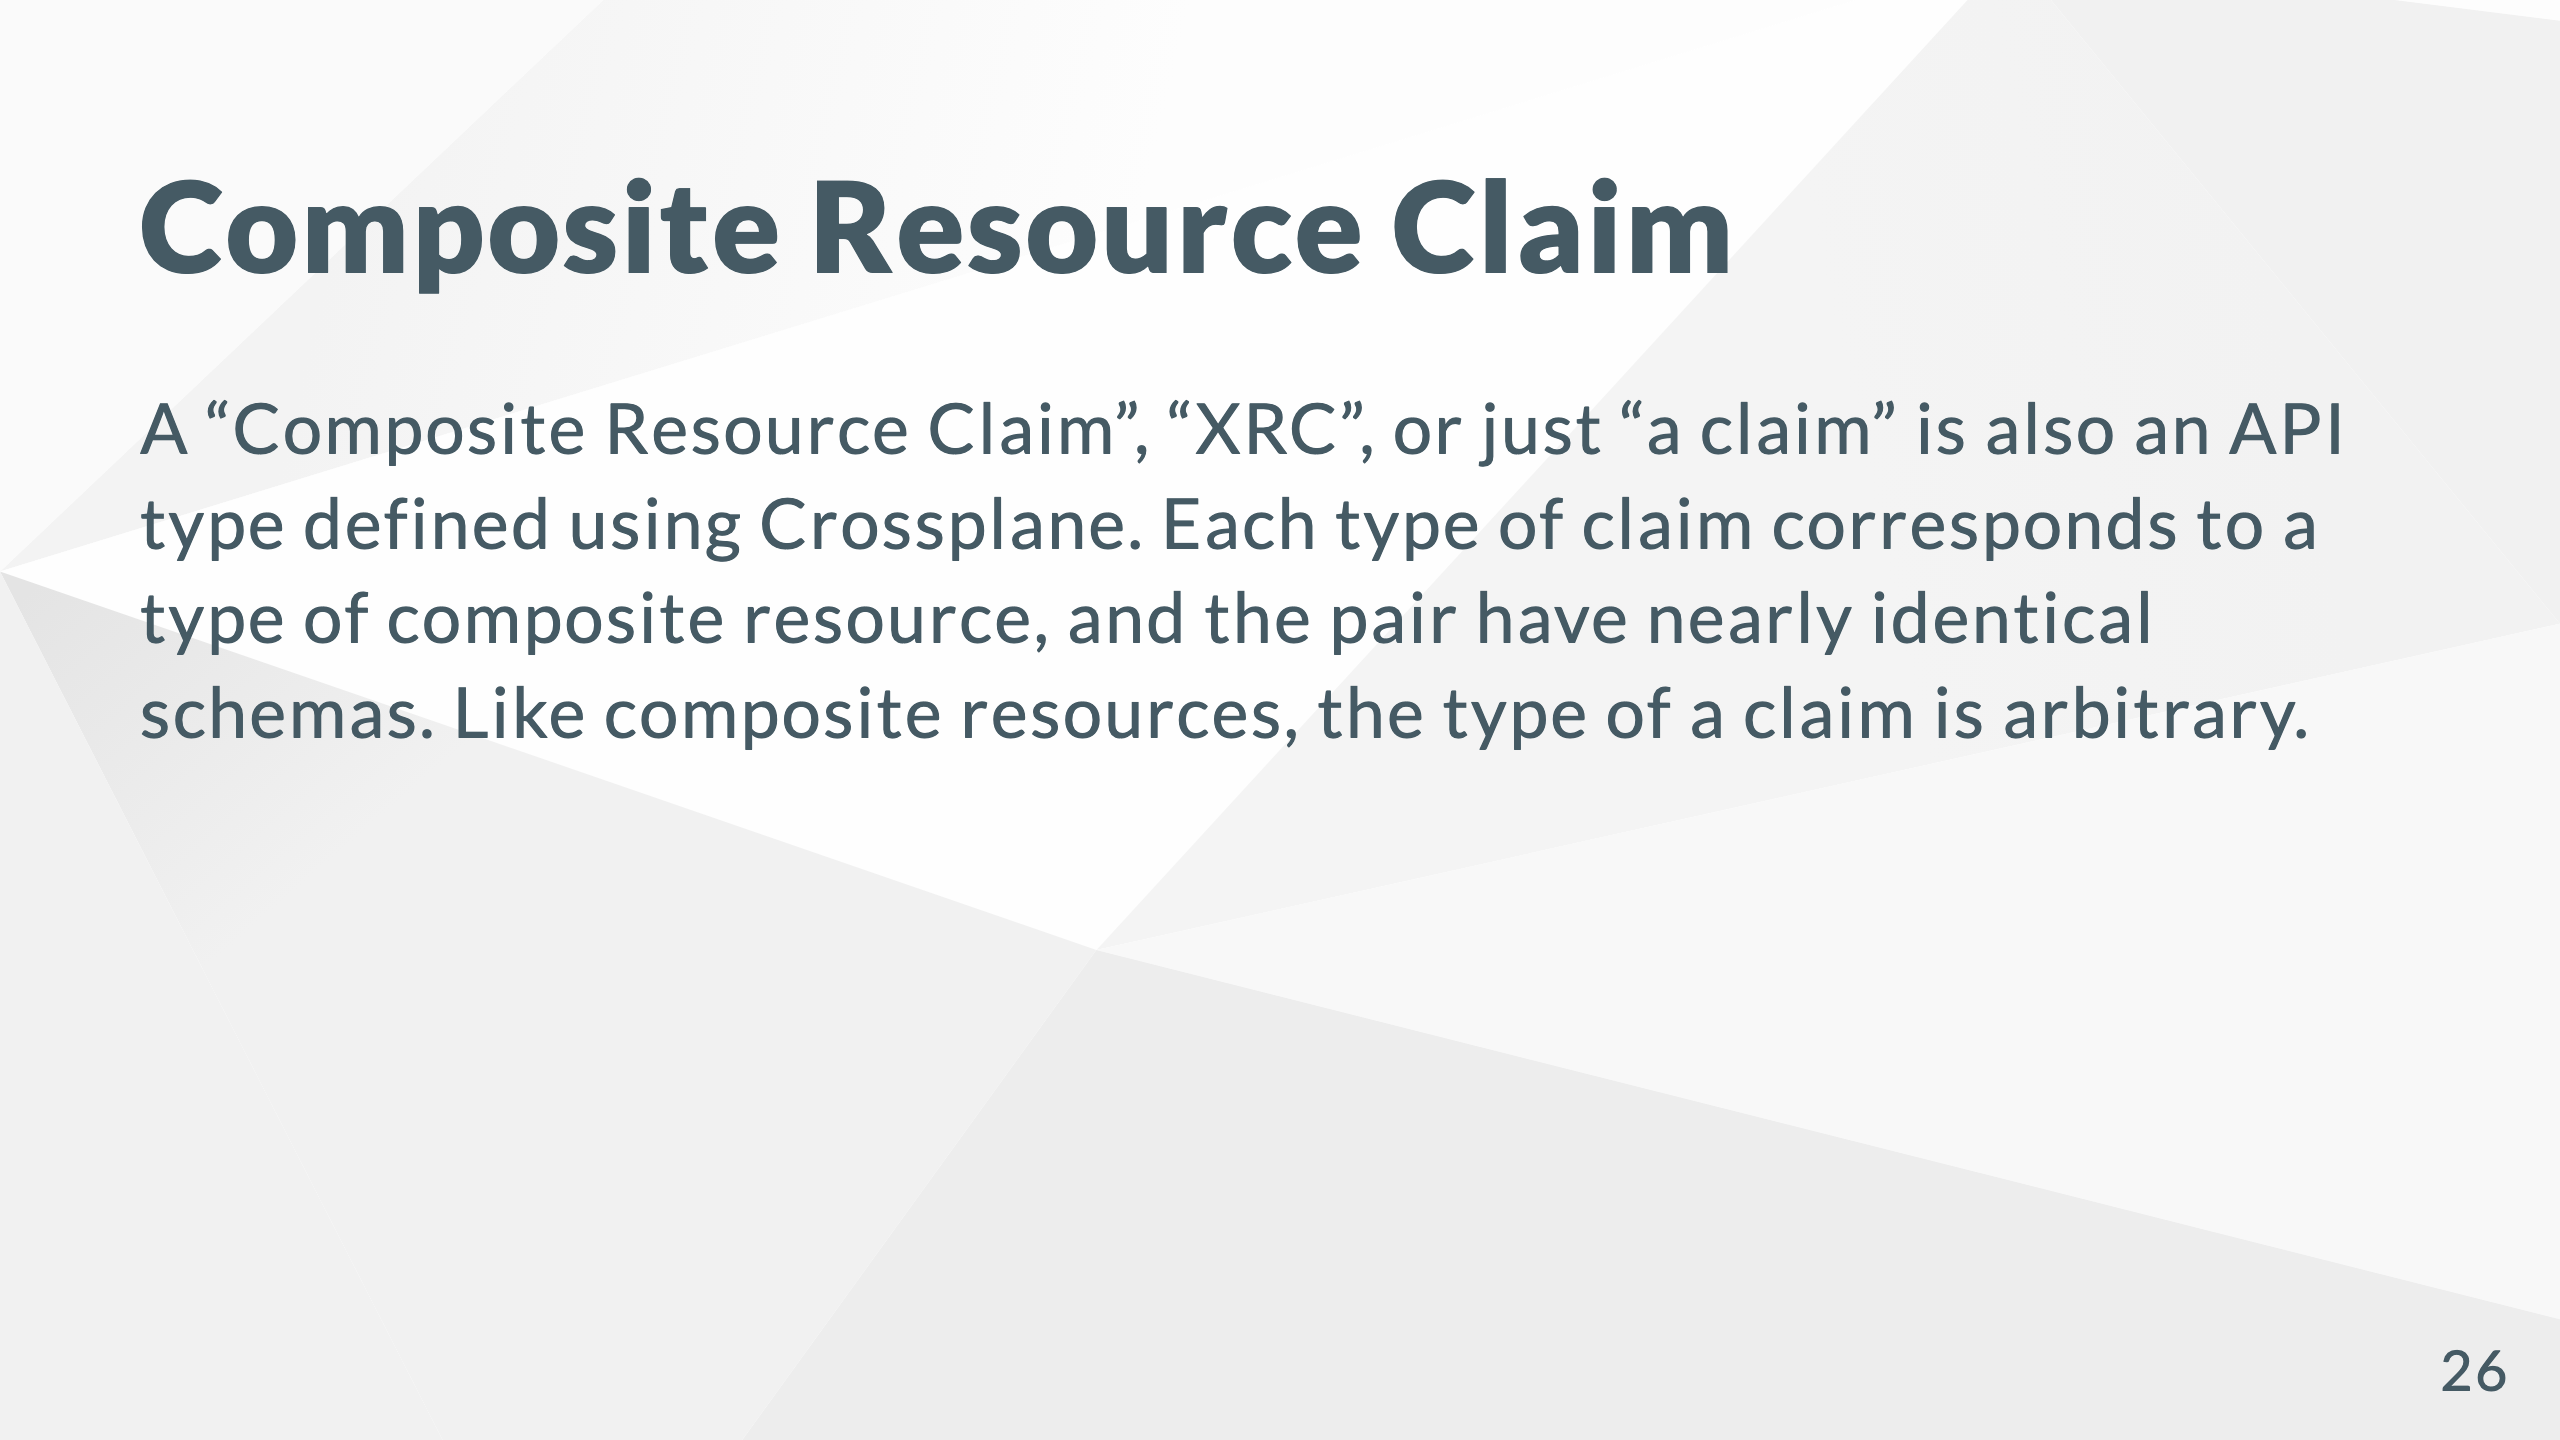 Composite Resource Claim
A “Composite Resource Claim”, “XRC”, or just “a claim” is also an API
type defined using Crossplane. Each type of claim corresponds to a
type of composite resource, and the pair have nearly identical
schemas. Like composite resources, the type of a claim is arbitrary.
26